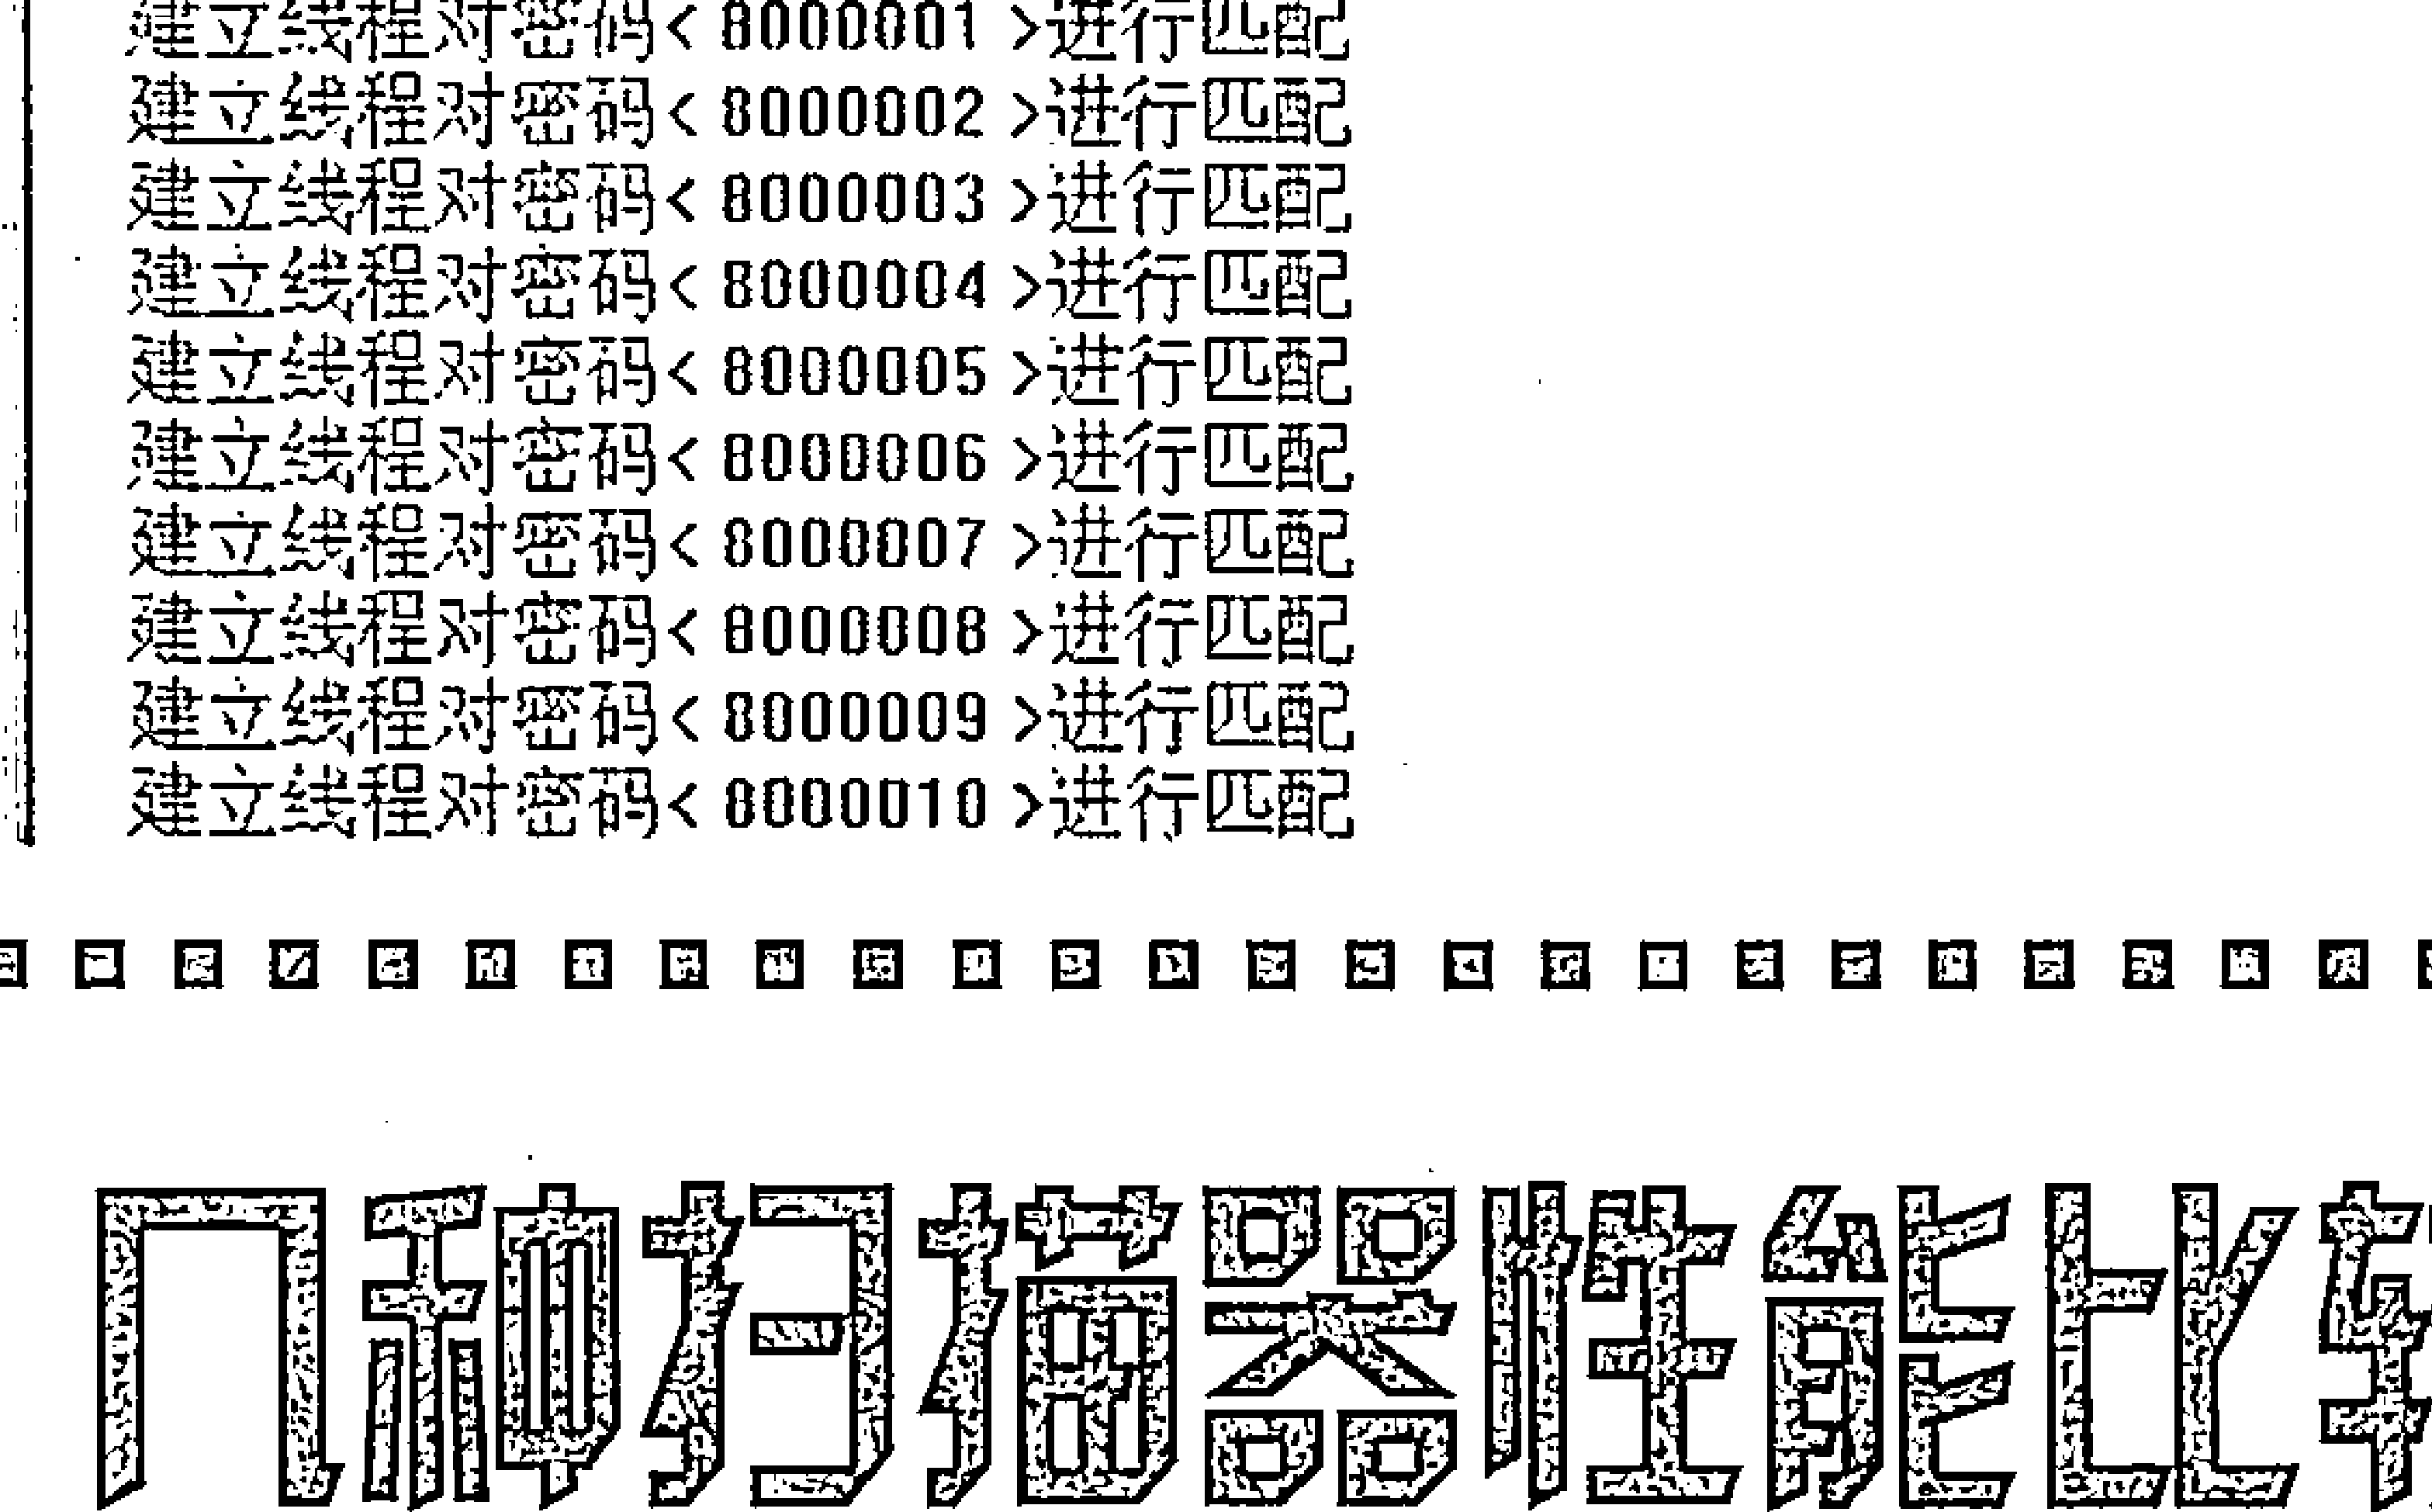 建立线程对密码< 8000001 >进行匹配
建立线程对密码< 8000002 >进行匹配
建立线程对密码< 8000003 >进行匹配
建立线程对密码< 8000004 >进行匹配
建立线程对密码< 8000005 >进行匹配
建立线程对密码< 8000006 >进行匹配
建立线程对密码< 8000007 >进行匹配
建立线程对密码< 8000008 >进行匹配
建立线程对密码< 8000009 >进行匹配
建立线程对密码< 8000010 >进行匹配
几种扫描器性能比